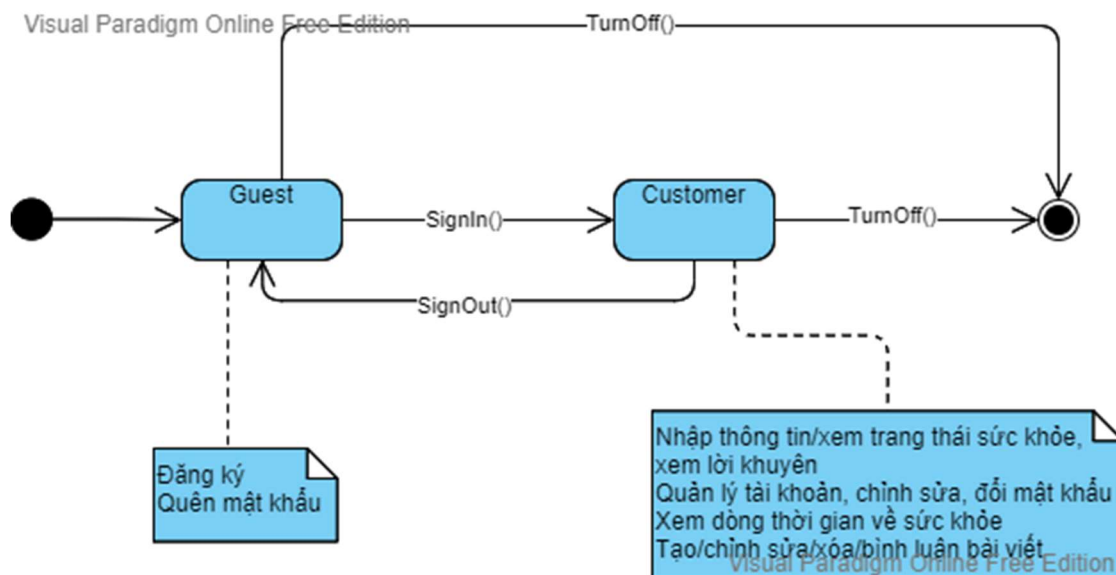 Visual Paradigm Online Free Edition
TurnOff()
Guest
SignIn()
Customer
TurnOff()
SignOut()
Đăng ký
Quên mật khẩu
Nhập thông tin/xem trang thái sức khỏe,
xem lời khuyên
Quản lý tài khoản, chỉnh sửa, đổi mật khẩu
Xem dòng thời gian về sức khỏe
Tạo/chỉnh sửa/xóa/bình luận bài viết
Visual Paradigm Online Free Edition